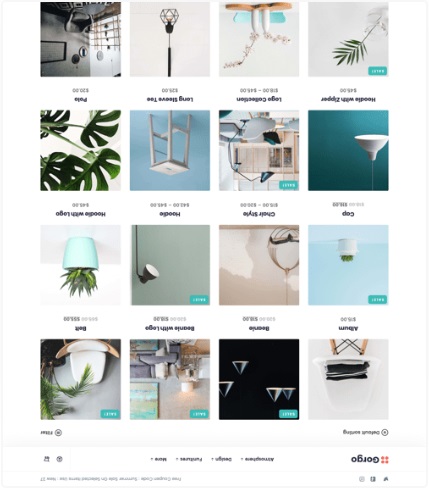 Free Coupon Code : Summer Sale On Selected Items Use : New 27
Gorgo
Atmosphere Design Furnitures More
Default sorting
Filter
SALE! SALE! SALE!
Album Beanie Beanie with Logo Belt
$15.00 $20.00 $18.00 $20.00 $18.00 $55.00
SALE! SALE!
Cap Chair Style Hoodie Hoodie with Logo
$18.00 $16.00 $15.00 – $20.00 $42.00 – $45.00 $45.00
SALE!
Hoodie with Zipper Logo Collection Long Sleeve Tee Polo
$45.00 $18.00 – $45.00 $25.00 $20.00
SALE!